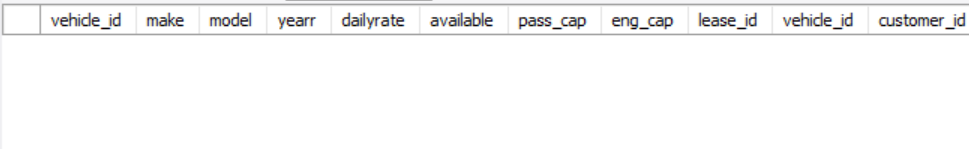 vehicle_id make model yearr dailyrate available pass_cap eng_cap lease_id vehicle_id customer_id